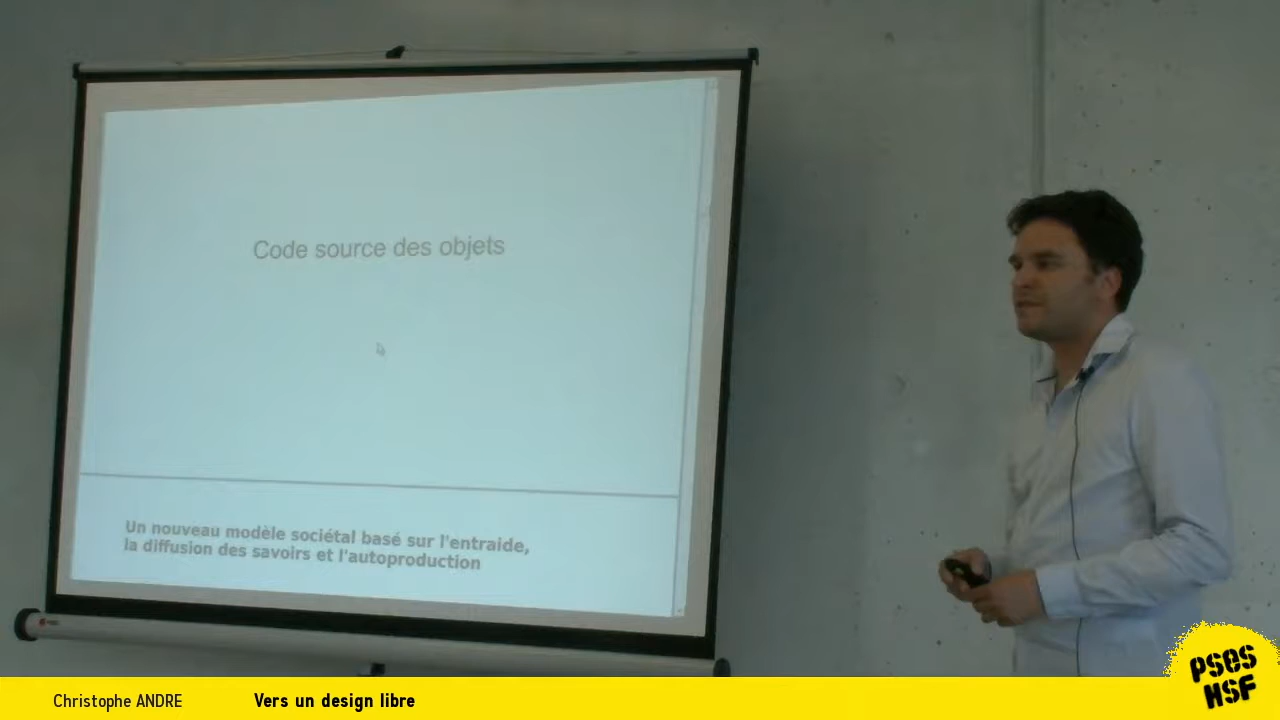 Code source des objets
Un nouveau modèle sociétal basé sur l'entraide,
la diffusion des savoirs et l'autoproduction
Christophe ANDRE
Vers un design libre
PSES
HSF